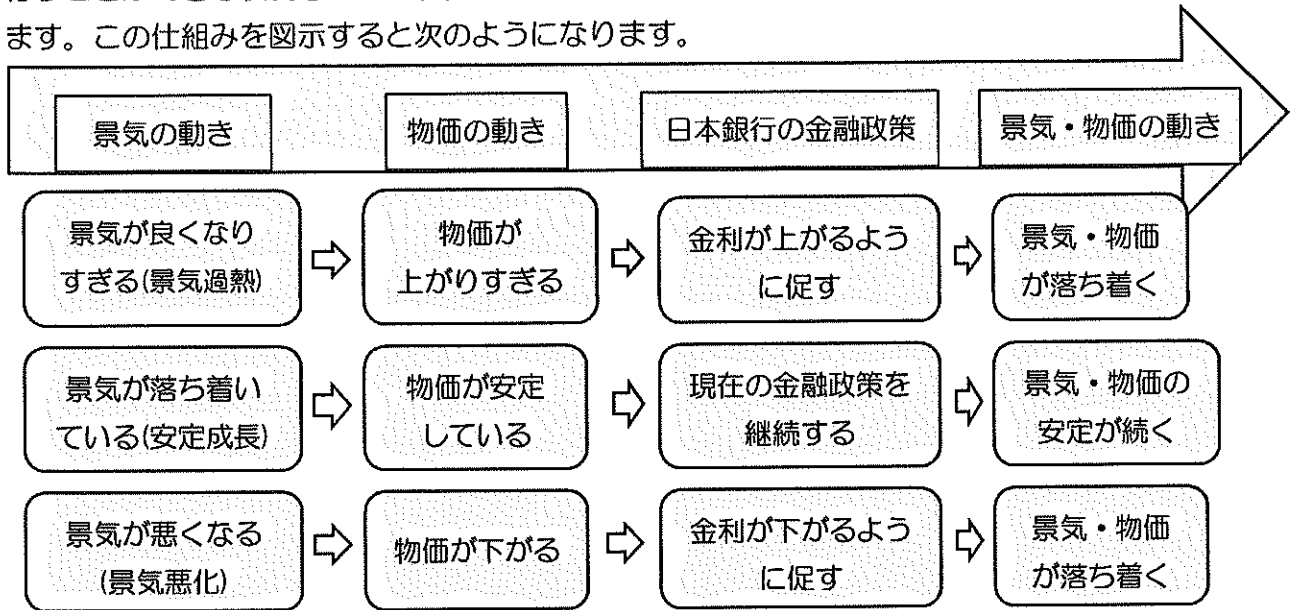 ます。この仕組みを図示すると次のようになります。
景気の動き
物価の動き
日本銀行の金融政策
景気・物価の動き
景気が良くなり
すぎる(景気過熱)
物価が
上がりすぎる
金利が上がるよう
に促す
景気・物価
が落ち着く
景気が落ち着い
ている(安定成長)
物価が安定
している
現在の金融政策を
継続する
景気・物価の
安定が続く
景気が悪くなる
(景気悪化)
物価が下がる
金利が下がるよう
に促す
景気・物価
が落ち着く